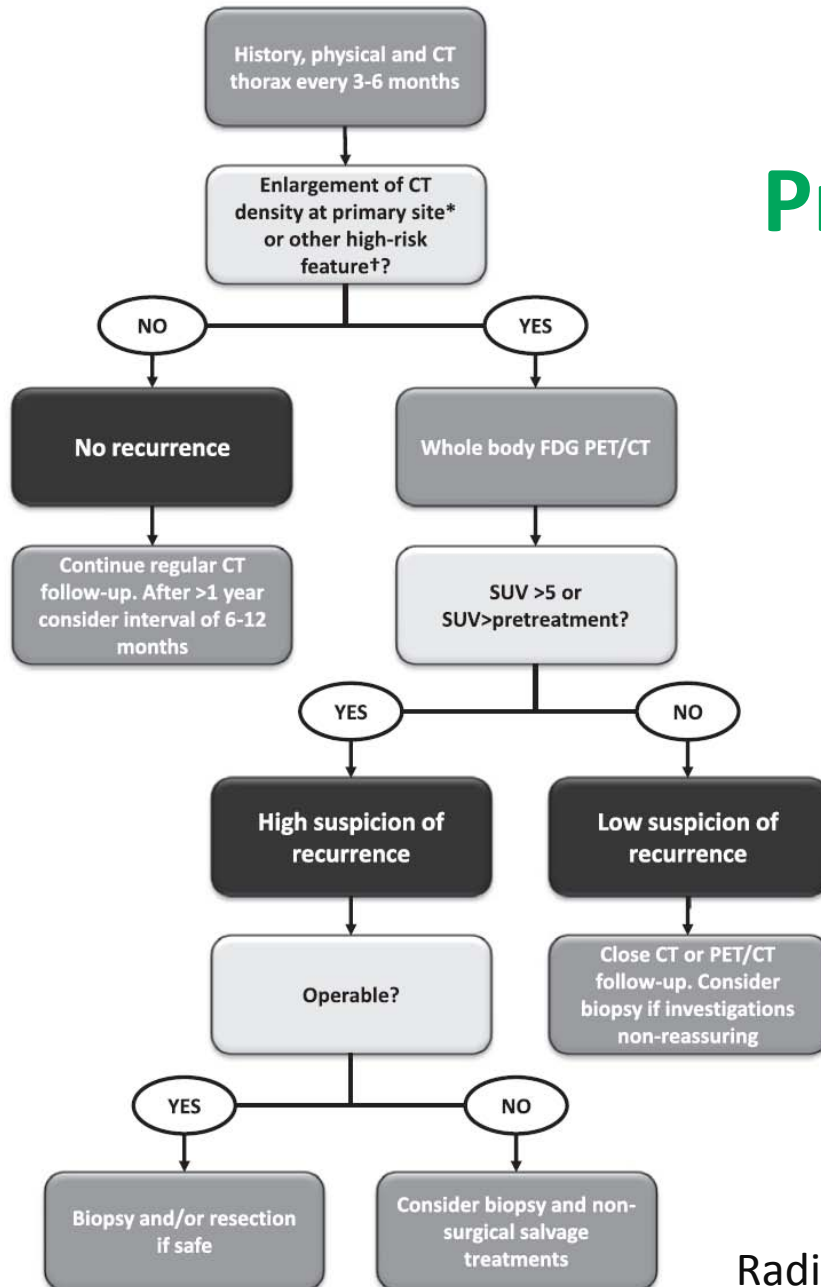 History, physical and CT
thorax every 3-6 months
Enlargement of CT
density at primary site*
or other high-risk
feature†?
NO
YES
No recurrence
Whole body FDG PET/CT
Continue regular CT
follow-up. After >1 year
consider interval of 6-12
months
SUV >5 or
SUV>pretreatment?
YES
NO
High suspicion of
recurrence
Low suspicion of
recurrence
Operable?
Close CT or PET/CT
follow-up. Consider
biopsy if investigations
non-reassuring
YES
NO
Biopsy and/or resection
if safe
Consider biopsy and non-
surgical salvage
treatments
Radi